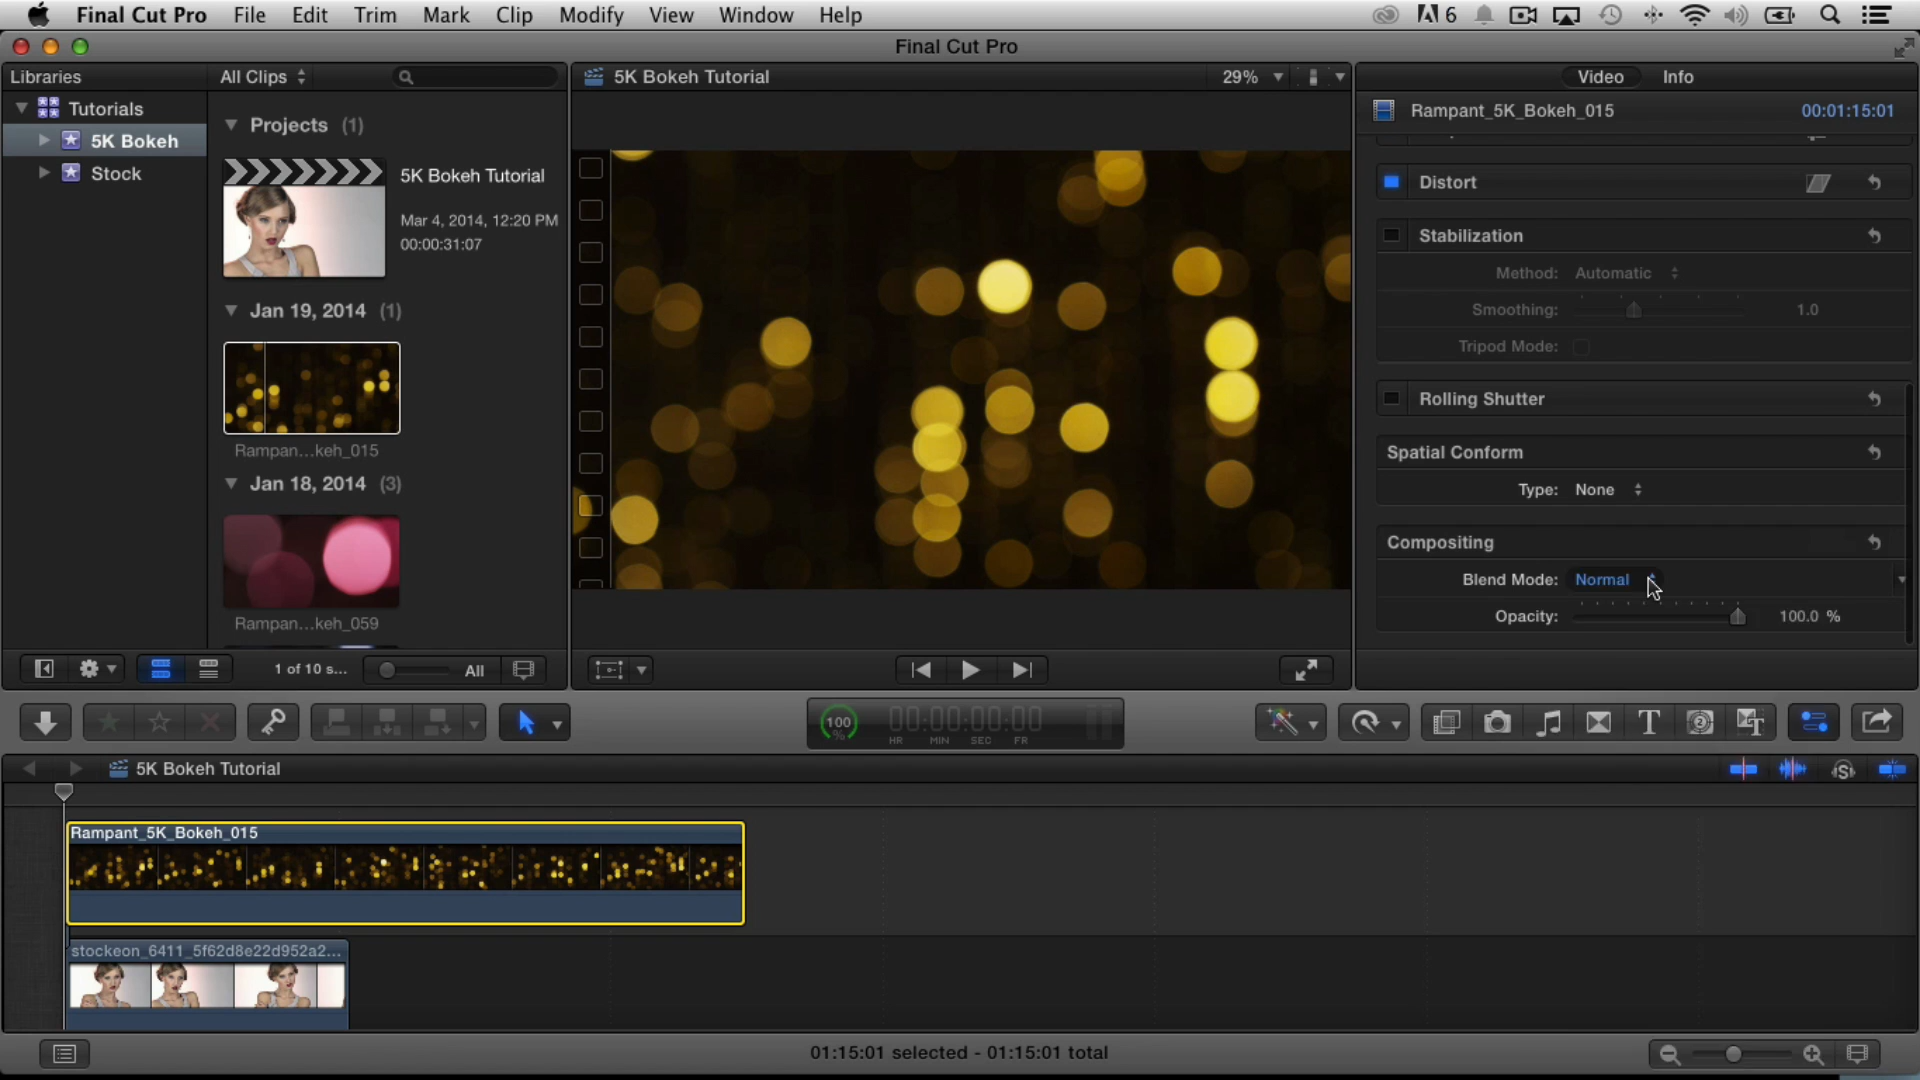 Final Cut Pro File Edit Trim Mark Clip Modify View Window Help 6
Final Cut Pro
Libraries
All Clips
5K Bokeh Tutorial
29%
Video
Info
Tutorials
5K Bokeh
Stock
Projects (1)
5K Bokeh Tutorial
Mar 4, 2014, 12:20 PM
00:00:31:07
Jan 19, 2014 (1)
Rampan...keh_015
Jan 18, 2014 (3)
Rampan...keh_059
Rampant_5K_Bokeh_015
00:01:15:01
Distort
Stabilization
Method: Automatic
Smoothing: 1.0
Tripod Mode:
Rolling Shutter
Spatial Conform
Type: None
Compositing
Blend Mode: Normal
Opacity: 100.0 %
1 of 10 s...
All
100
%
00:00:00:00
HR MIN SEC FR
5K Bokeh Tutorial
Rampant_5K_Bokeh_015
stockeon_6411_5f62d8e22d952a2...
01:15:01 selected - 01:15:01 total